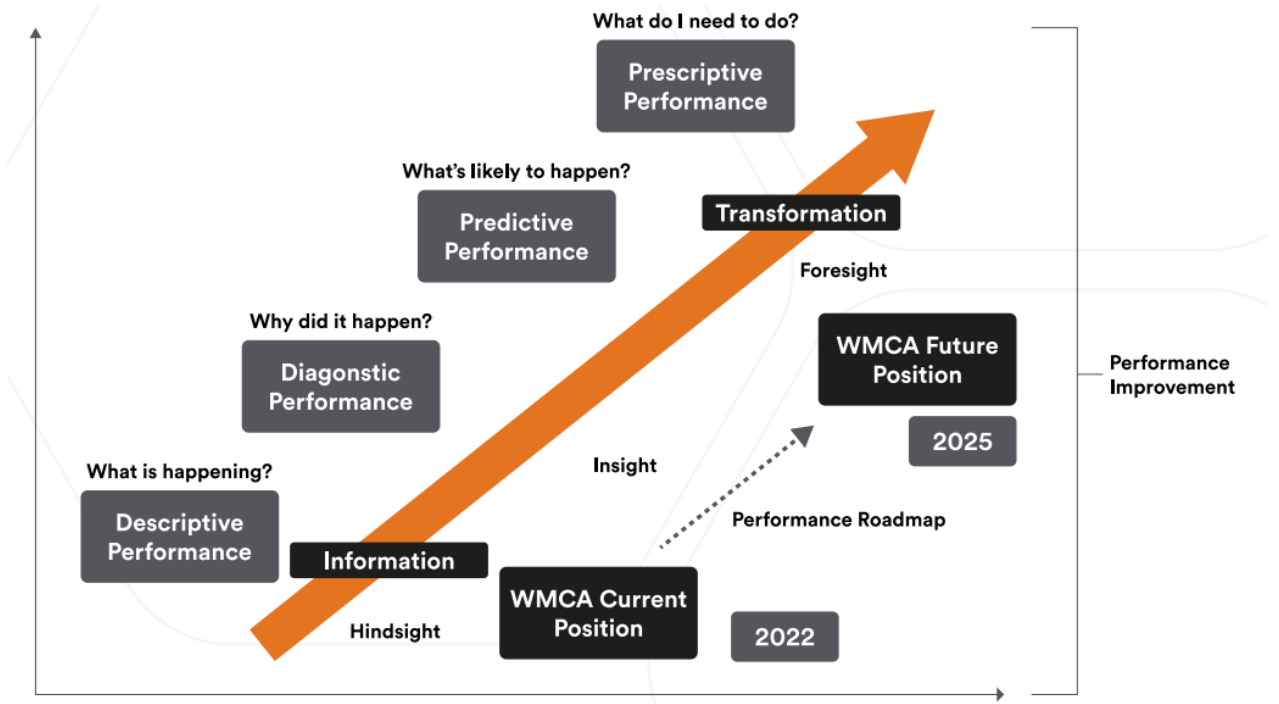 What do I need to do?
Prescriptive
Performance
What's likely to happen?
Predictive
Performance
Transformation
Foresight
Why did it happen?
Diagonstic
Performance
WMCA Future
Position
2025
Performance
Improvement
What is happening?
Descriptive
Performance
Insight
Performance Roadmap
Information
WMCA Current
Position
2022
Hindsight